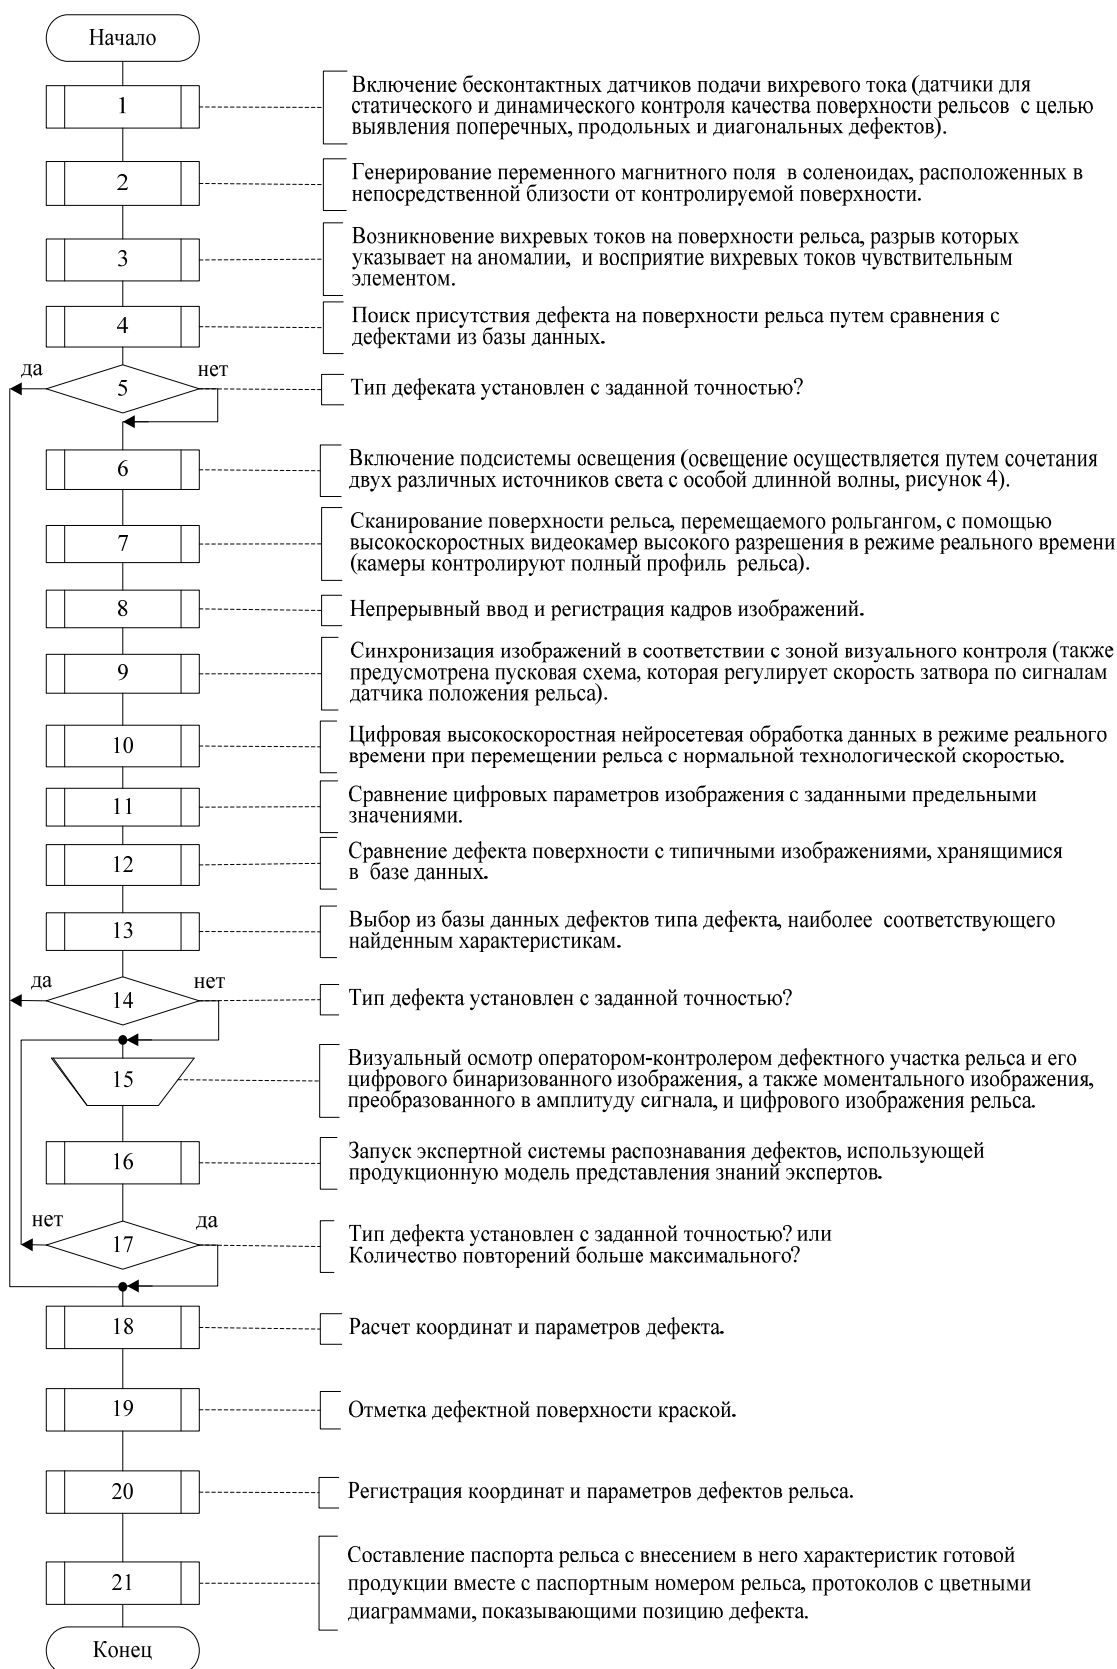 Начало
1
Включение бесконтактных датчиков подачи вихревого тока (датчики для
статического и динамического контроля качества поверхности рельсов с целью
выявления поперечных, продольных и диагональных дефектов).
2
Генерирование переменного магнитного поля в соленоидах, расположенных в
непосредственной близости от контролируемой поверхности.
3
Возникновение вихревых токов на поверхности рельса, разрыв которых
указывает на аномалии, и восприятие вихревых токов чувствительным
элементом.
4
Поиск присутствия дефекта на поверхности рельса путем сравнения с
дефектами из базы данных.
да
нет
5
Тип дефеката установлен с заданной точностью?
6
Включение подсистемы освещения (освещение осуществляется путем сочетания
двух различных источников света с особой длинной волны, рисунок 4).
7
Сканирование поверхности рельса, перемещаемого рольгангом, с помощью
высокоскоростных видеокамер высокого разрешения в режиме реального времени
(камеры контролируют полный профиль рельса).
8
Непрерывный ввод и регистрация кадров изображений.
9
Синхронизация изображений в соответствии с зоной визуального контроля (также
предусмотрена пусковая схема, которая регулирует скорость затвора по сигналам
датчика положения рельса).
10
Цифровая высокоскоростная нейросетевая обработка данных в режиме реального
времени при перемещении рельса с нормальной технологической скоростью.
11
Сравнение цифровых параметров изображения с заданными предельными
значениями.
12
Сравнение дефекта поверхности с типичными изображениями, хранящимися
в базе данных.
13
Выбор из базы данных дефектов типа дефекта, наиболее соответствующего
найденным характеристикам.
да
нет
14
Тип дефекта установлен с заданной точностью?
15
Визуальный осмотр оператором-контролером дефектного участка рельса и его
цифрового бинаризованного изображения, а также моментального изображения,
преобразованного в амплитуду сигнала, и цифрового изображения рельса.
16
Запуск экспертной системы распознавания дефектов, использующей
продукционную модель представления знаний экспертов.
нет
да
17
Тип дефекта установлен с заданной точностью? или
Количество повторений больше максимального?
18
Расчет координат и параметров дефекта.
19
Отметка дефектной поверхности краской.
20
Регистрация координат и параметров дефектов рельса.
21
Составление паспорта рельса с внесением в него характеристик готовой
продукции вместе с паспортным номером рельса, протоколов с цветными
диаграммами, показывающими позицию дефекта.
Конец